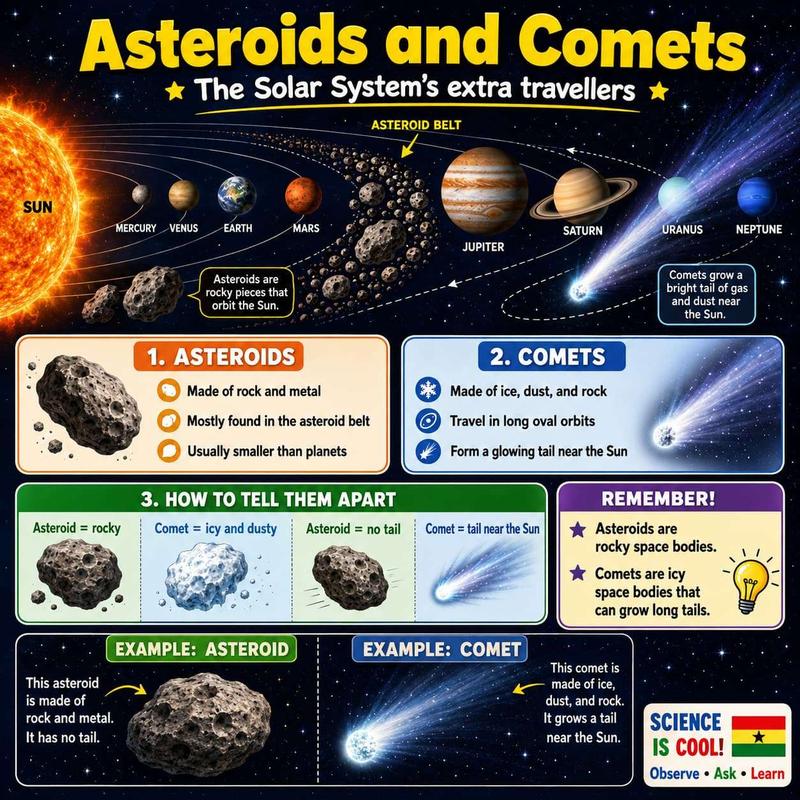 Asteroids and Comets
The Solar System's extra travellers
ASTEROID BELT
SUN
MERCURY
VENUS
EARTH
MARS
JUPITER
SATURN
URANUS
NEPTUNE
Asteroids are
rocky pieces that
orbit the Sun.
Comets grow a
bright tail of gas
and dust near
the Sun.
1. ASTEROIDS
Made of rock and metal
Mostly found in the asteroid belt
Usually smaller than planets
2. COMETS
Made of ice, dust, and rock
Travel in long oval orbits
Form a glowing tail near the Sun
3. HOW TO TELL THEM APART
Asteroid = rocky
Comet = icy and dusty
Asteroid = no tail
Comet = tail near the Sun
REMEMBER!
Asteroids are
rocky space bodies.
Comets are icy
space bodies that
can grow long tails.
EXAMPLE: ASTEROID
This asteroid
is made of
rock and metal.
It has no tail.
EXAMPLE: COMET
This comet is
made of ice,
dust, and rock.
It grows a tail
near the Sun.
SCIENCE
IS COOL!
Observe • Ask • Learn